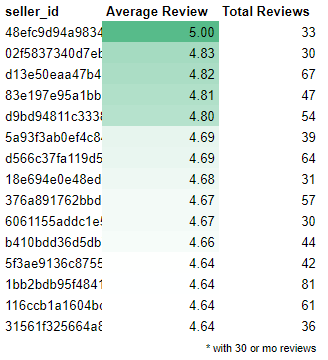 seller_id Average Review Total Reviews
48efc9d94a9834 5.00 33
02f5837340d7eb 4.83 30
d13e50eaa47b4 4.82 67
83e197e95a1bb 4.81 47
d9bd94811c3338 4.80 54
5a93f3ab0ef4c84 4.69 39
d566c37fa119d5 4.69 64
18e694e0e48ed 4.68 31
376a891762bbd 4.67 57
6061155addc1e5 4.67 30
b410bdd36d5db 4.66 44
5f3ae9136c8755 4.64 42
1bb2bdb95f4841 4.64 81
116ccb1a1604bc 4.64 61
31561f325664a8 4.64 36
* with 30 or mo reviews